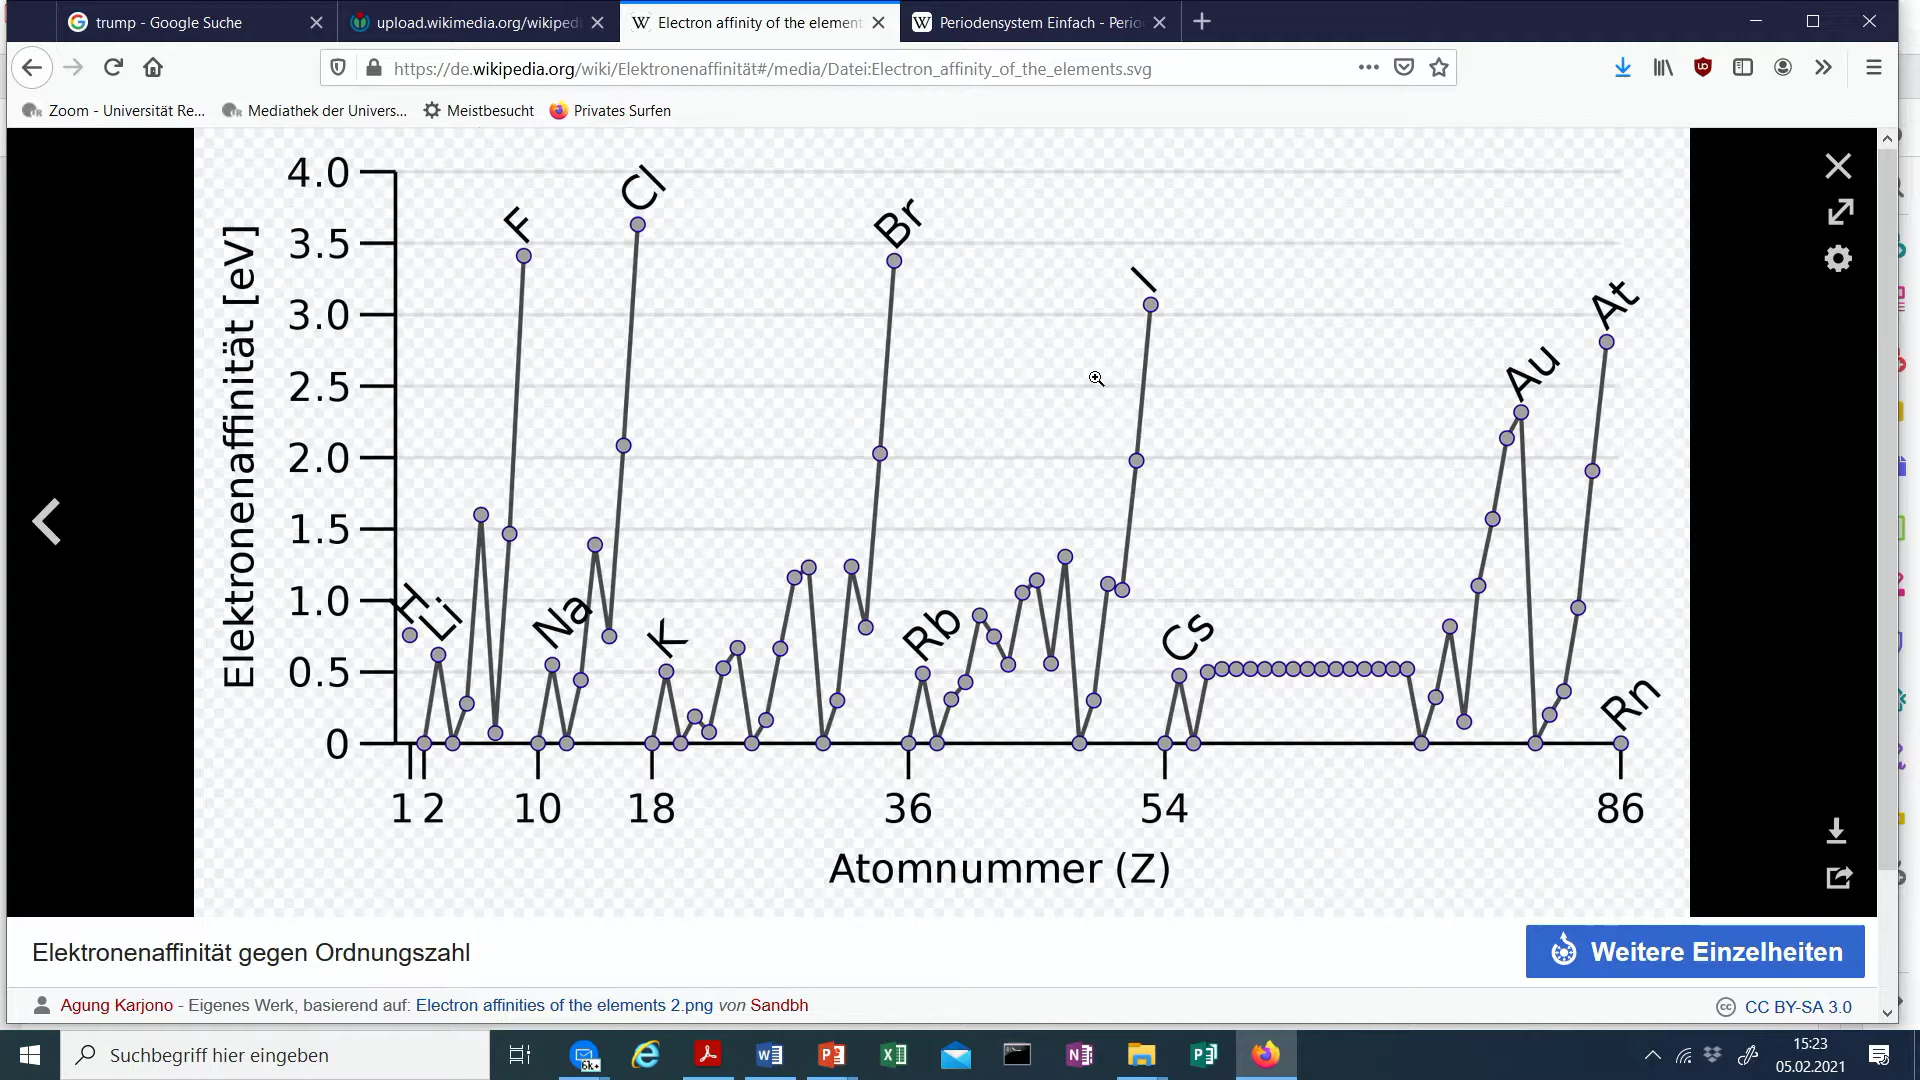 trump - Google Suche
upload.wikimedia.org/wikiped
Electron affinity of the elemen
Periodensystem Einfach - Perio
https://de.wikipedia.org/wiki/Elektronenaffinität#/media/Datei:Electron_affinity_of_the_elements.svg
Zoom - Universität Re...
Mediathek der Univers...
Meistbesucht
Privates Surfen
Elektronenaffinität [eV]
4.0
3.5
3.0
2.5
2.0
1.5
1.0
0.5
0
H
Li
F
Na
Cl
K
Br
Rb
I
Cs
Au
At
Rn
1 2 10 18 36 54 86
Atomnummer (Z)
Elektronenaffinität gegen Ordnungszahl
Weitere Einzelheiten
Agung Karjono - Eigenes Werk, basierend auf: Electron affinities of the elements 2.png von Sandbh
CC BY-SA 3.0
Suchbegriff hier eingeben
6k+
15:23
05.02.2021